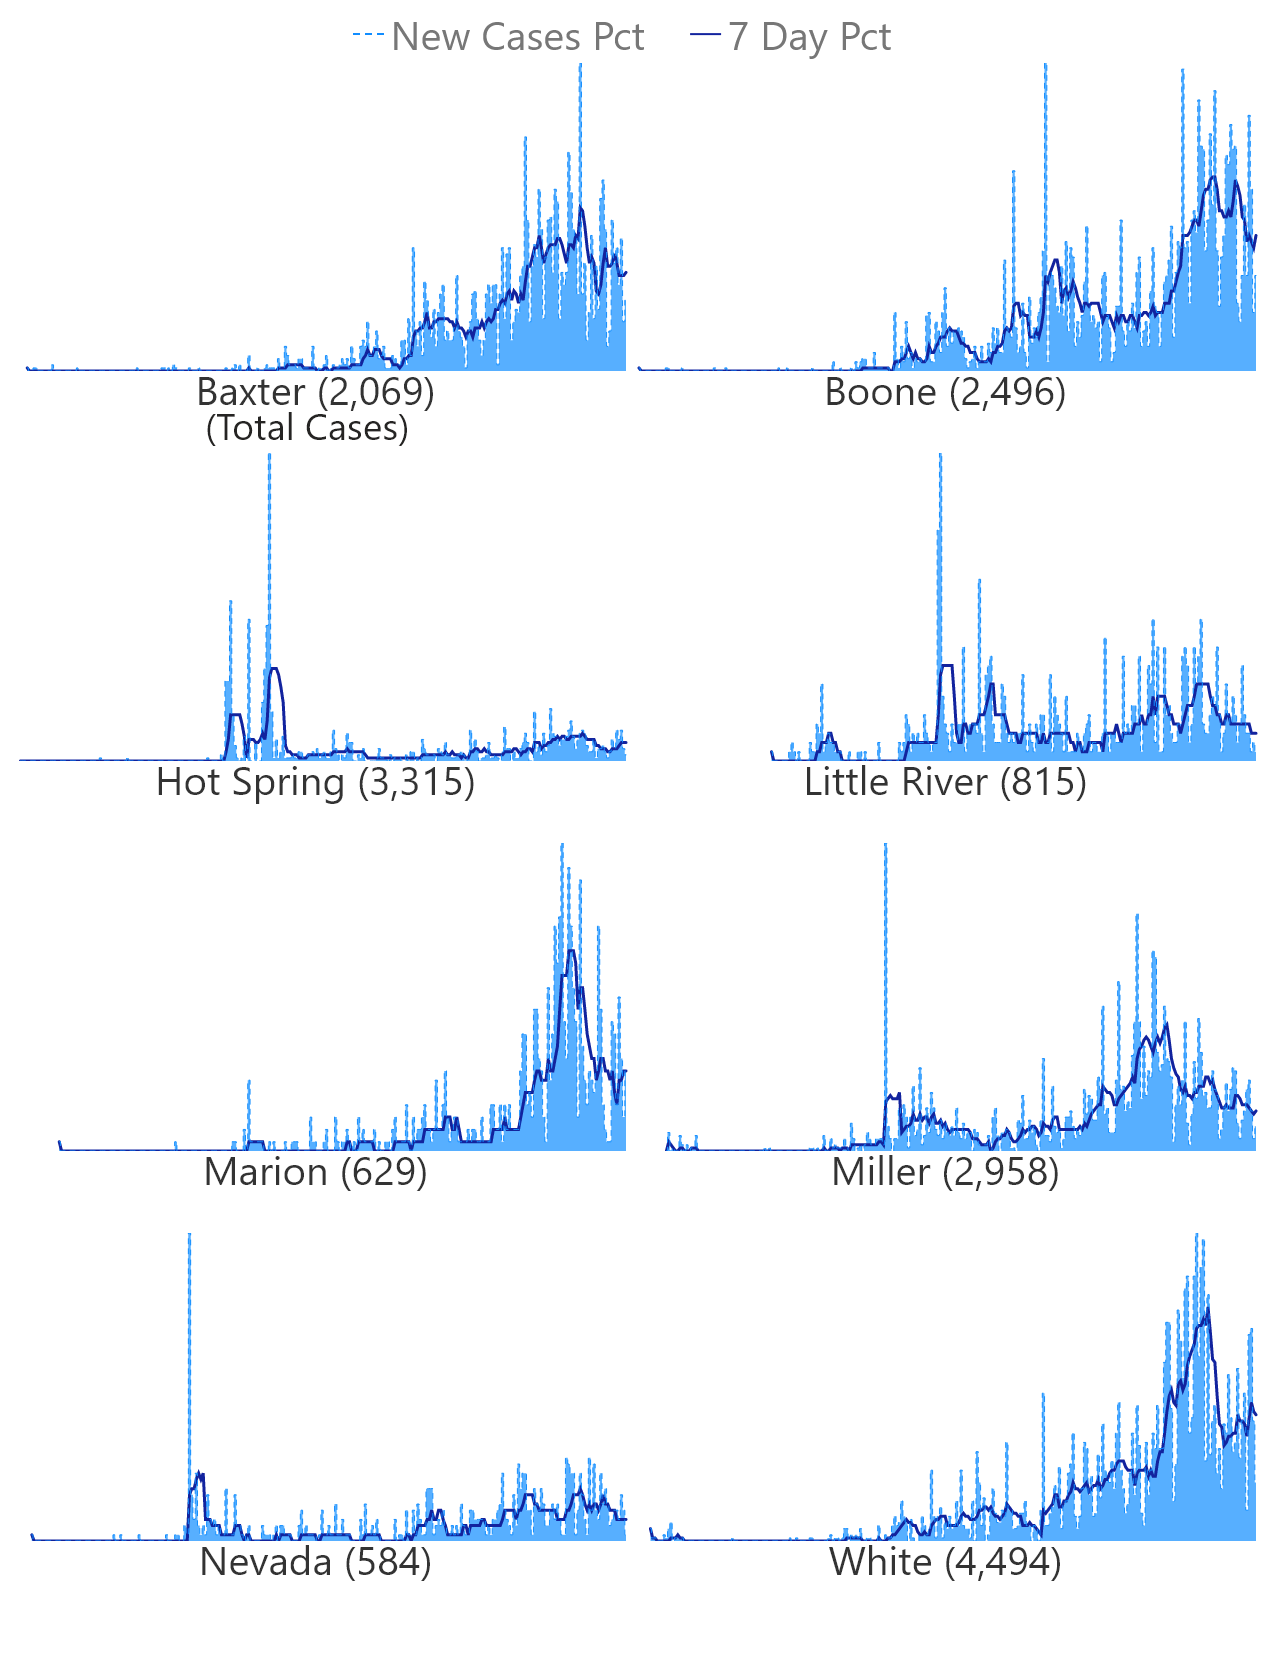 New Cases Pct 7 Day Pct
Baxter (2,069) Boone (2,496)
(Total Cases)
Hot Spring (3,315) Little River (815)
Marion (629) Miller (2,958)
Nevada (584) White (4,494)